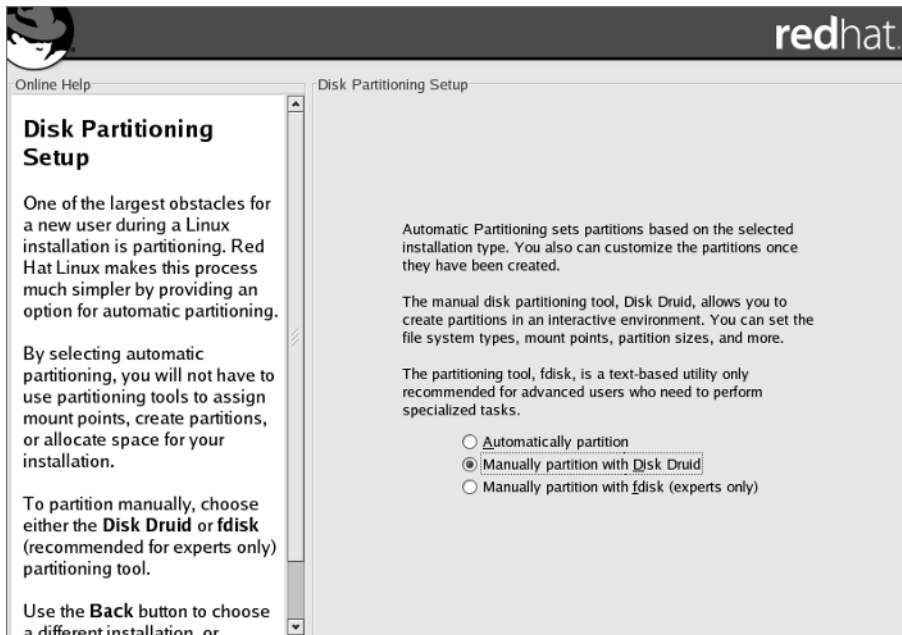 redhat.
Online Help
Disk Partitioning
Setup
One of the largest obstacles for
a new user during a Linux
installation is partitioning. Red
Hat Linux makes this process
much simpler by providing an
option for automatic partitioning.
By selecting automatic
partitioning, you will not have to
use partitioning tools to assign
mount points, create partitions,
or allocate space for your
installation.
To partition manually, choose
either the Disk Druid or fdisk
(recommended for experts only)
partitioning tool.
Use the Back button to choose
a different installation, or
Disk Partitioning Setup
Automatic Partitioning sets partitions based on the selected
installation type. You also can customize the partitions once
they have been created.
The manual disk partitioning tool, Disk Druid, allows you to
create partitions in an interactive environment. You can set the
file system types, mount points, partition sizes, and more.
The partitioning tool, fdisk, is a text-based utility only
recommended for advanced users who need to perform
specialized tasks.
Automatically partition
Manually partition with Disk Druid
Manually partition with fdisk (experts only)